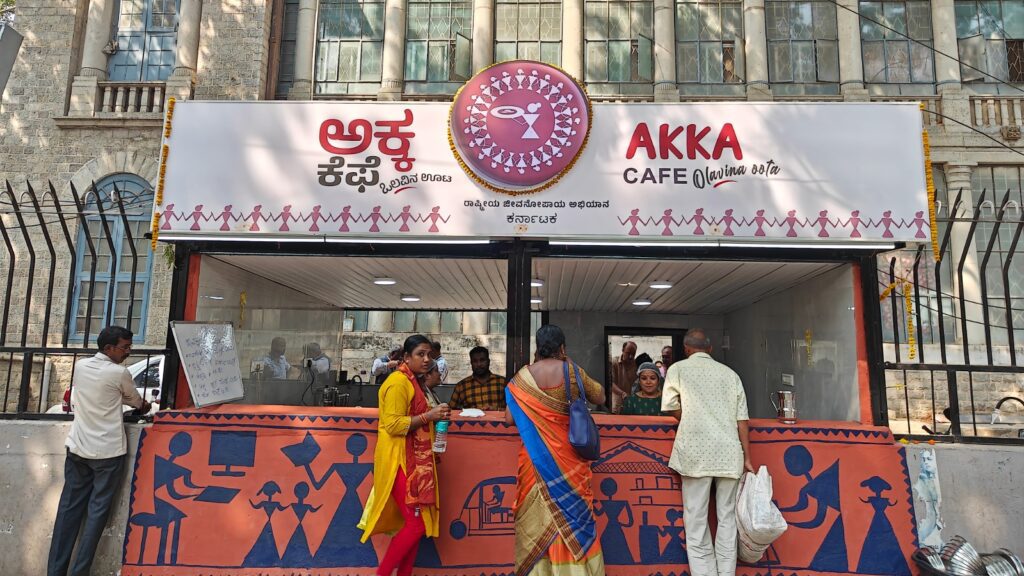 ಅಕ್ಕ
ಕೆಫೆ ಒಲವಿನ ಊಟ
AKKA
CAFE Olavina oota
ರಾಷ್ಟ್ರೀಯ ಜೀವನೋಪಾಯ ಅಭಿಯಾನ
ಕರ್ನಾಟಕ